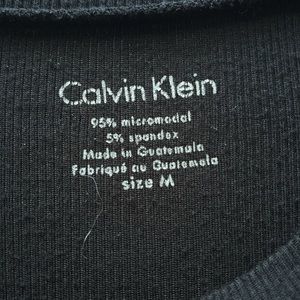 Calvin Klein
95% micromodal
5% spandex
Made in Guatemala
Fabriqué au Guatemala
size M